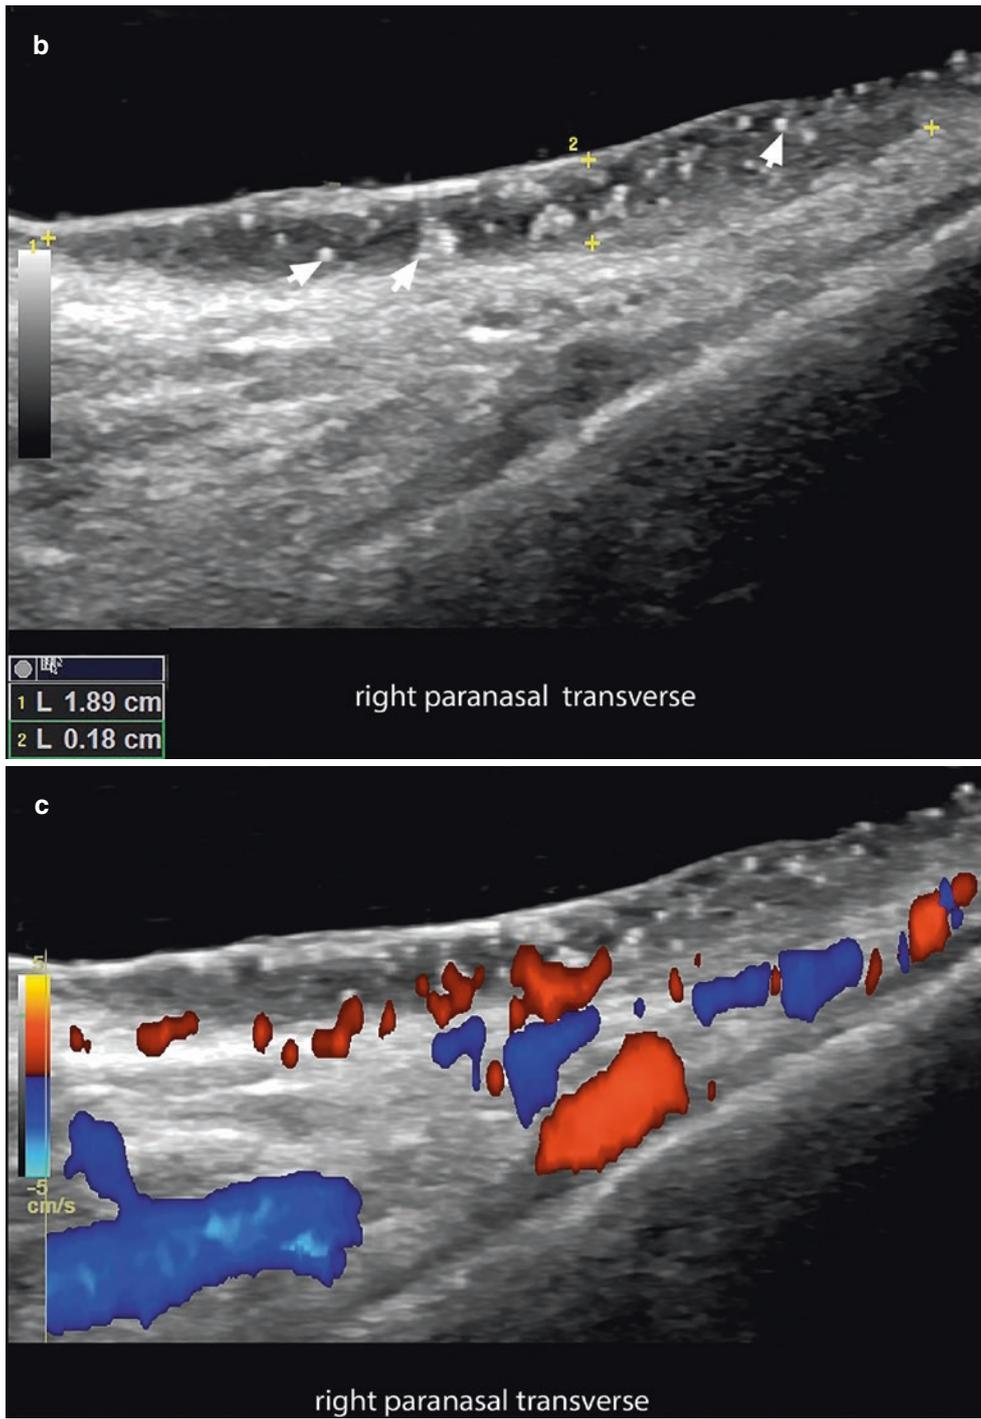 b
2
1
1 L 1.89 cm
2 L 0.18 cm
right paranasal transverse
c
5
-5
cm/s
right paranasal transverse